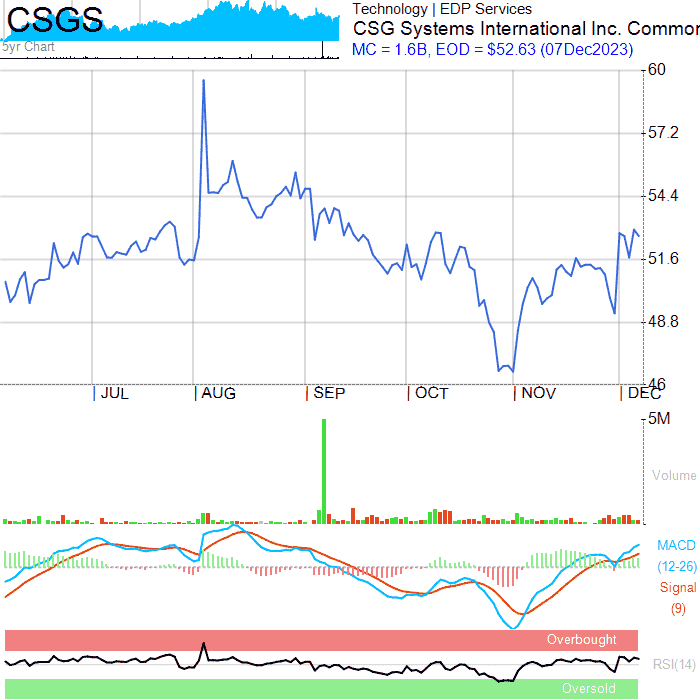 CSGS
5yr Chart
Technology | EDP Services
CSG Systems International Inc. Common
MC = 1.6B, EOD = $52.63 (07Dec2023)
60
57.2
54.4
51.6
48.8
46
JUL
AUG
SEP
OCT
NOV
DEC
5M
Volume
MACD
(12-26)
Signal
(9)
Overbought
RSI(14)
Oversold